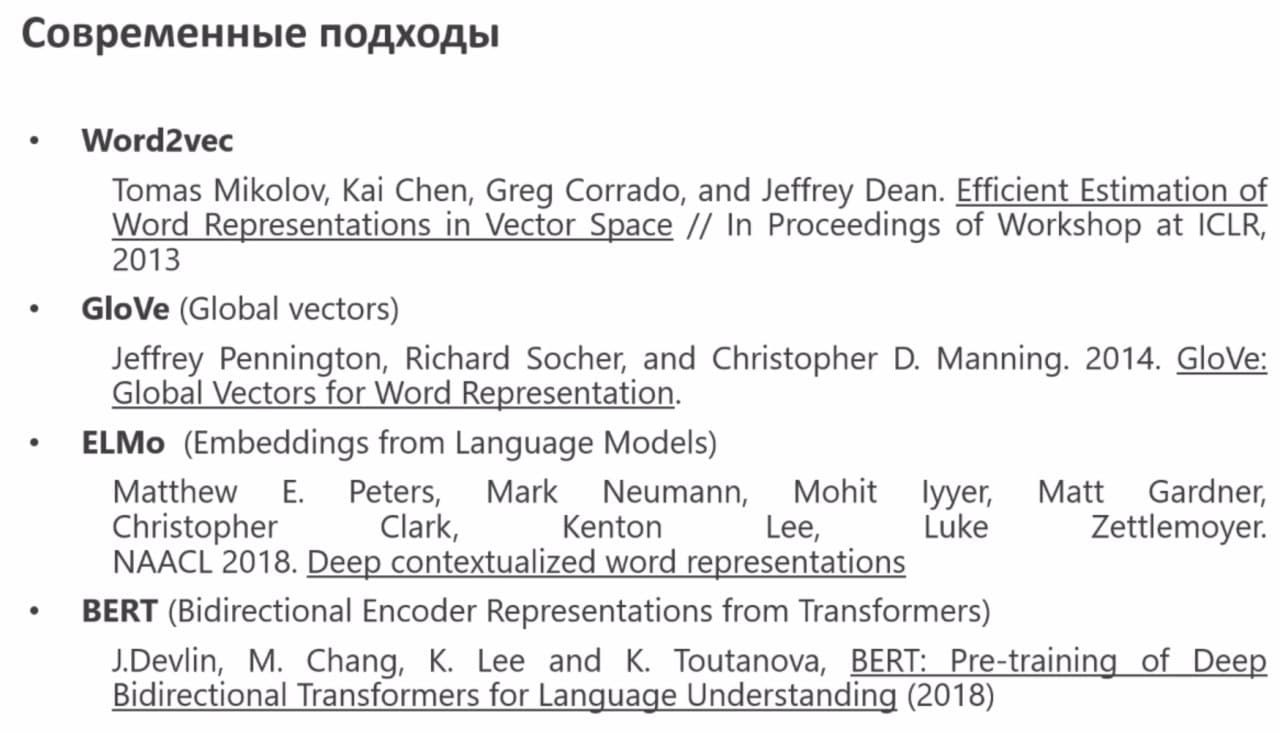 Современные подходы
• Word2vec
Tomas Mikolov, Kai Chen, Greg Corrado, and Jeffrey Dean. Efficient Estimation of
Word Representations in Vector Space // In Proceedings of Workshop at ICLR,
2013
• GloVe (Global vectors)
Jeffrey Pennington, Richard Socher, and Christopher D. Manning. 2014. GloVe:
Global Vectors for Word Representation.
• ELMo (Embeddings from Language Models)
Matthew E. Peters, Mark Neumann, Mohit Iyyer, Matt Gardner,
Christopher Clark, Kenton Lee, Luke Zettlemoyer.
NAACL 2018. Deep contextualized word representations
• BERT (Bidirectional Encoder Representations from Transformers)
J.Devlin, M. Chang, K. Lee and K. Toutanova, BERT: Pre-training of Deep
Bidirectional Transformers for Language Understanding (2018)